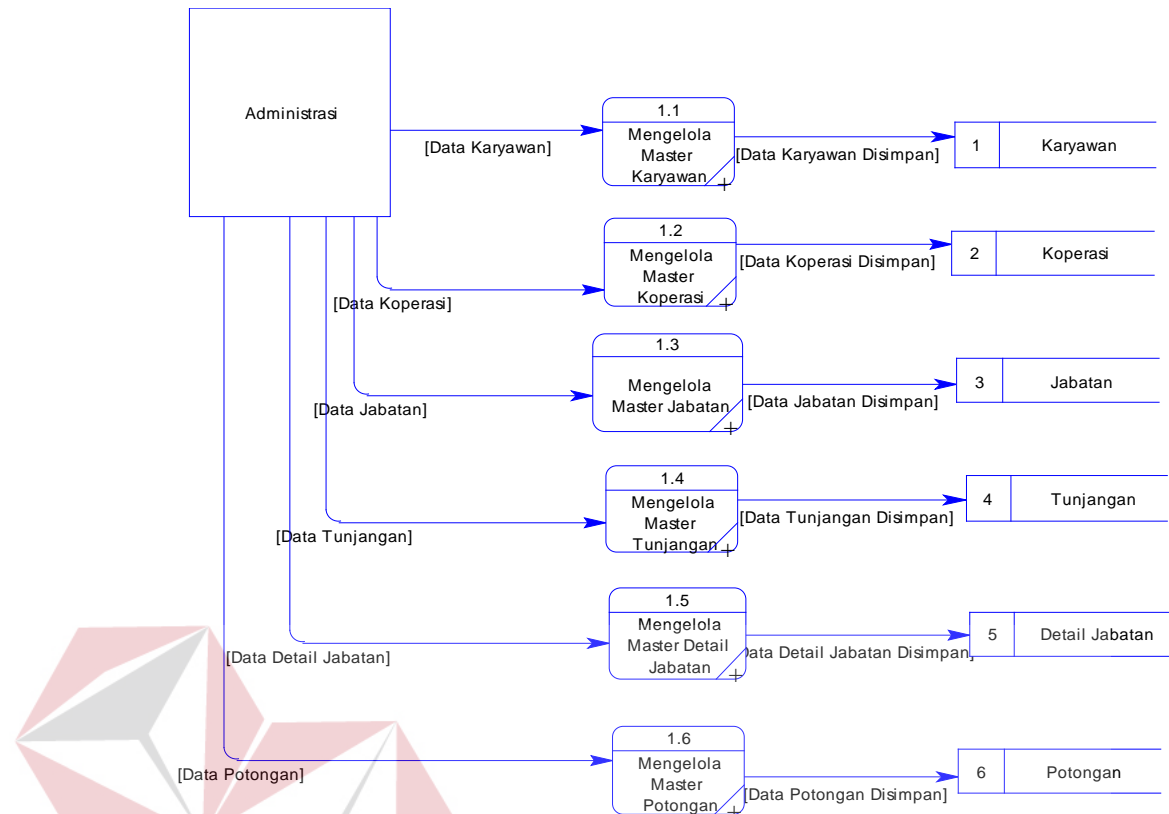 Administrasi
[Data Karyawan]
1.1
Mengelola
Master
Karyawan
[Data Karyawan Disimpan]
1
Karyawan
[Data Koperasi]
1.2
Mengelola
Master
Koperasi
[Data Koperasi Disimpan]
2
Koperasi
[Data Jabatan]
1.3
Mengelola
Master Jabatan
[Data Jabatan Disimpan]
3
Jabatan
[Data Tunjangan]
1.4
Mengelola
Master
Tunjangan
[Data Tunjangan Disimpan]
4
Tunjangan
[Data Detail Jabatan]
1.5
Mengelola
Master Detail
Jabatan
Data Detail Jabatan Disimpan]
5
Detail Jabatan
[Data Potongan]
1.6
Mengelola
Master
Potongan
[Data Potongan Disimpan]
6
Potongan